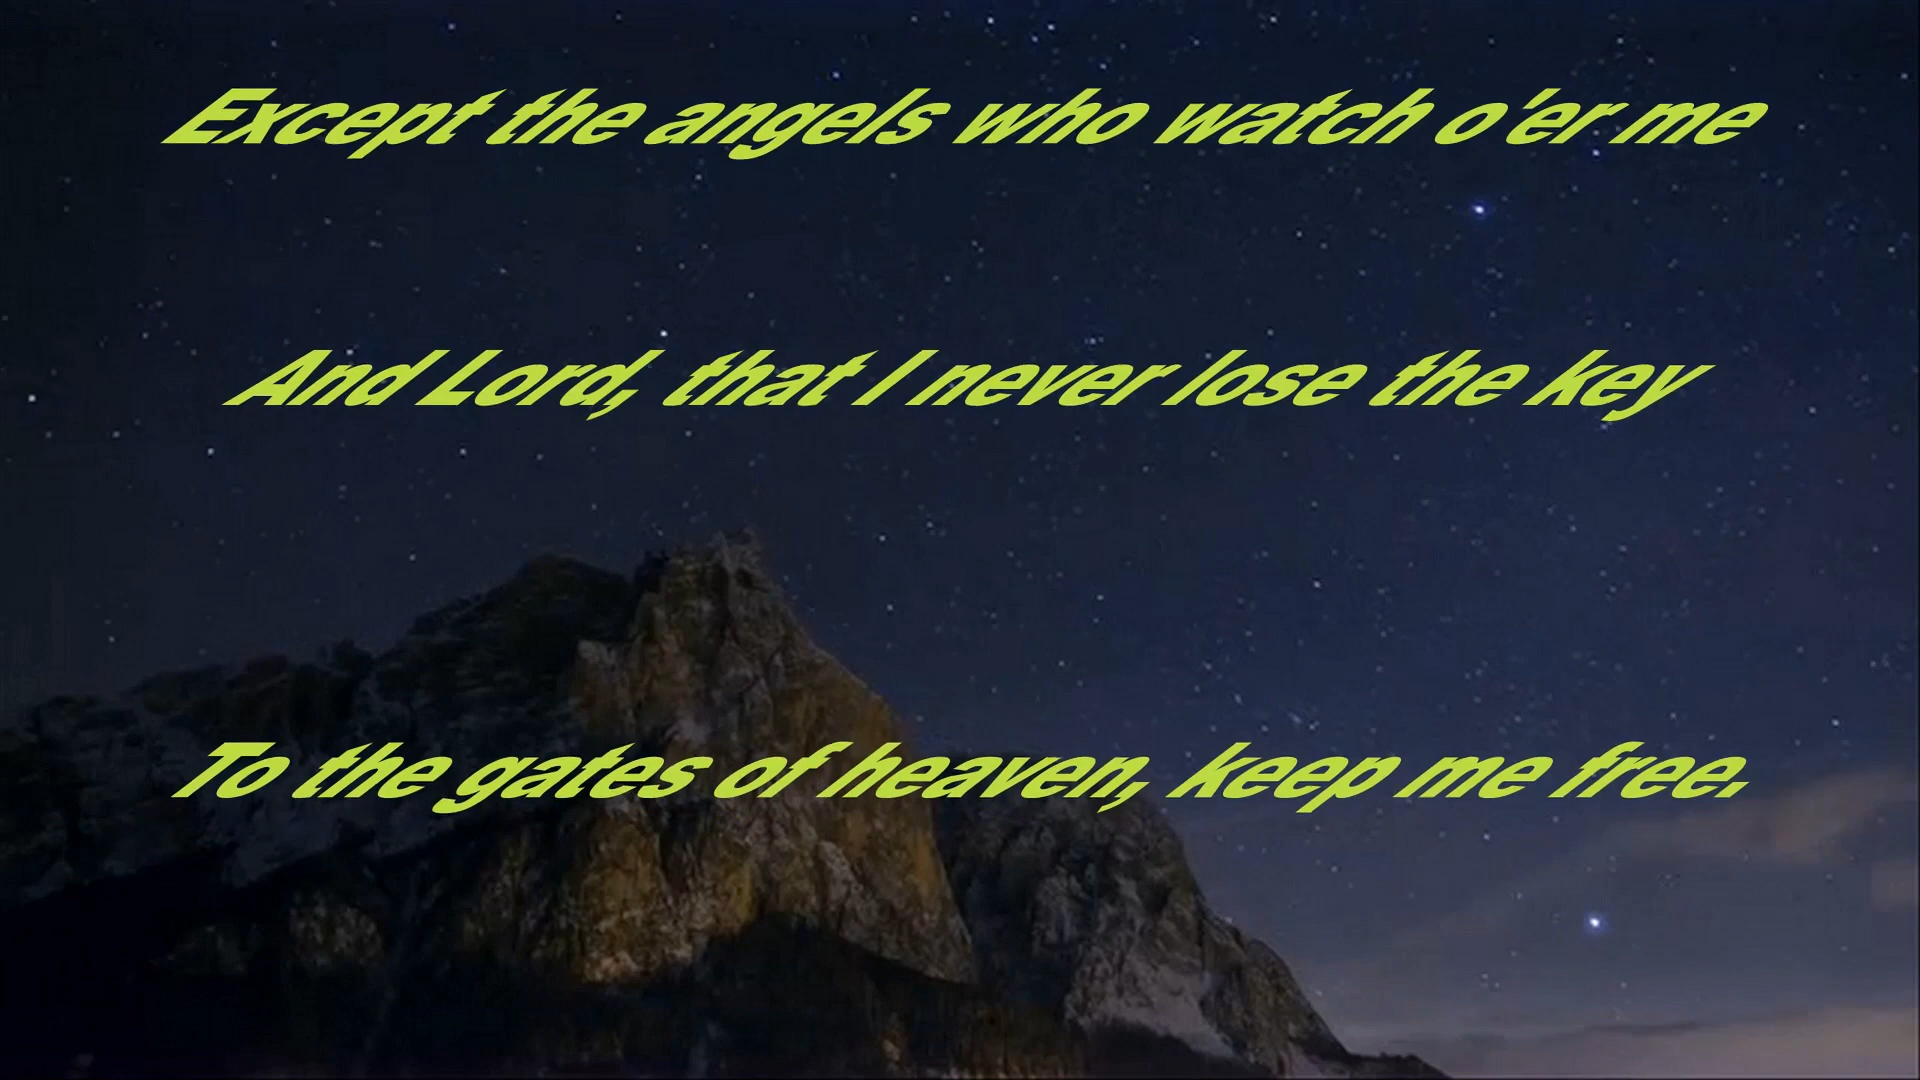 Except the angels who watch o'er me
And Lord, that I never lose the key
To the gates of heaven, keep me free.